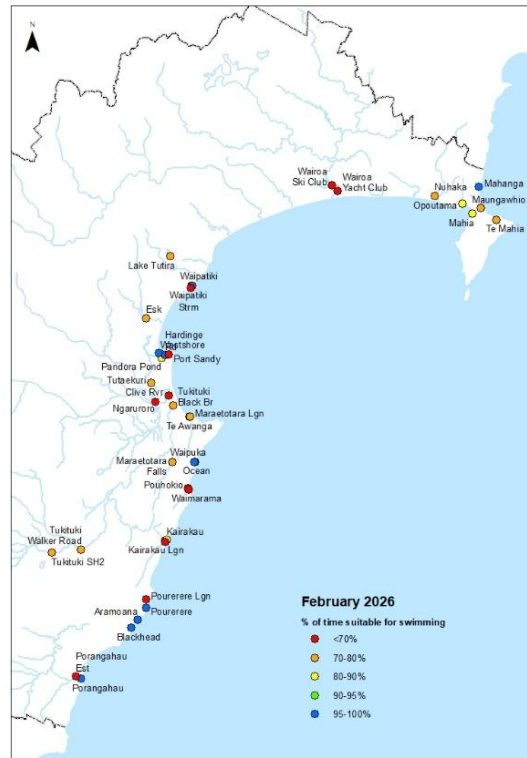 N
Wairoa
Ski Club
Wairoa
Yacht Club
Nuhaka
Mahanga
Opoutama
Maungawhio
Mahia
Te Mahia
Lake Tutira
Waipatiki
Waipatiki
Strm
Esk
Hardinge
Rd
Westshore
Port Sandy
Pandora Pond
Tutaekuri
Clive Rvr
Tukituki
Black Br
Ngaruroro
Maraetotara Lgn
Te Awanga
Waipuka
Ocean
Maraetotara
Falls
Pouhokio
Waimarama
Kairakau
Kairakau Lgn
Tukituki
Walker Road
Tukituki SH2
Pourerere Lgn
Aramoana
Pourerere
Blackhead
Porangahau
Est
Porangahau
February 2026
% of time suitable for swimming
<70%
70-80%
80-90%
90-95%
95-100%